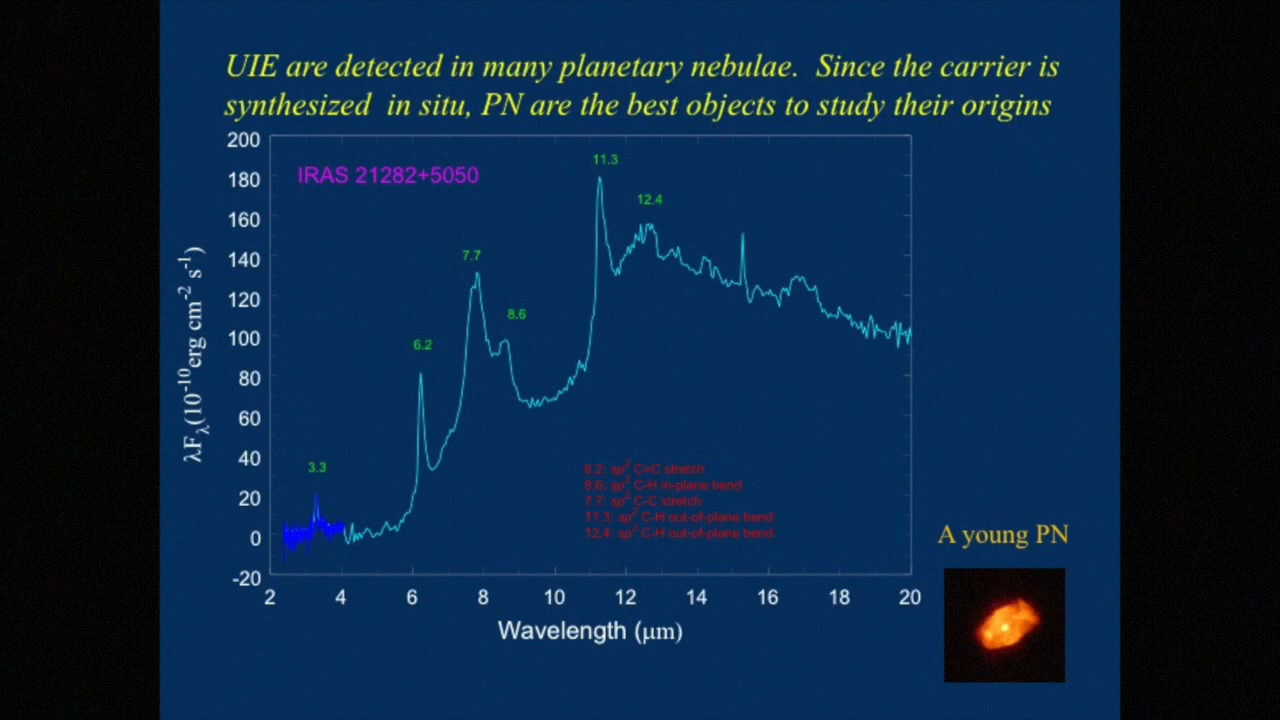 UIE are detected in many planetary nebulae.  Since the carrier is
synthesized  in situ, PN are the best objects to study their origins
IRAS 21282+5050
200
180
160
140
120
100
80
60
40
20
0
-20
λFλ(10⁻¹⁰erg cm⁻² s⁻¹)
3.3
6.2
7.7
8.6
11.3
12.4
6.2: sp² C=C stretch
8.6: sp² C-H in-plane bend
7.7: sp² C-C stretch
11.3: sp² C-H out-of-plane bend
12.4: sp² C-H out-of-plane bend
2 4 6 8 10 12 14 16 18 20
Wavelength (μm)
A young PN